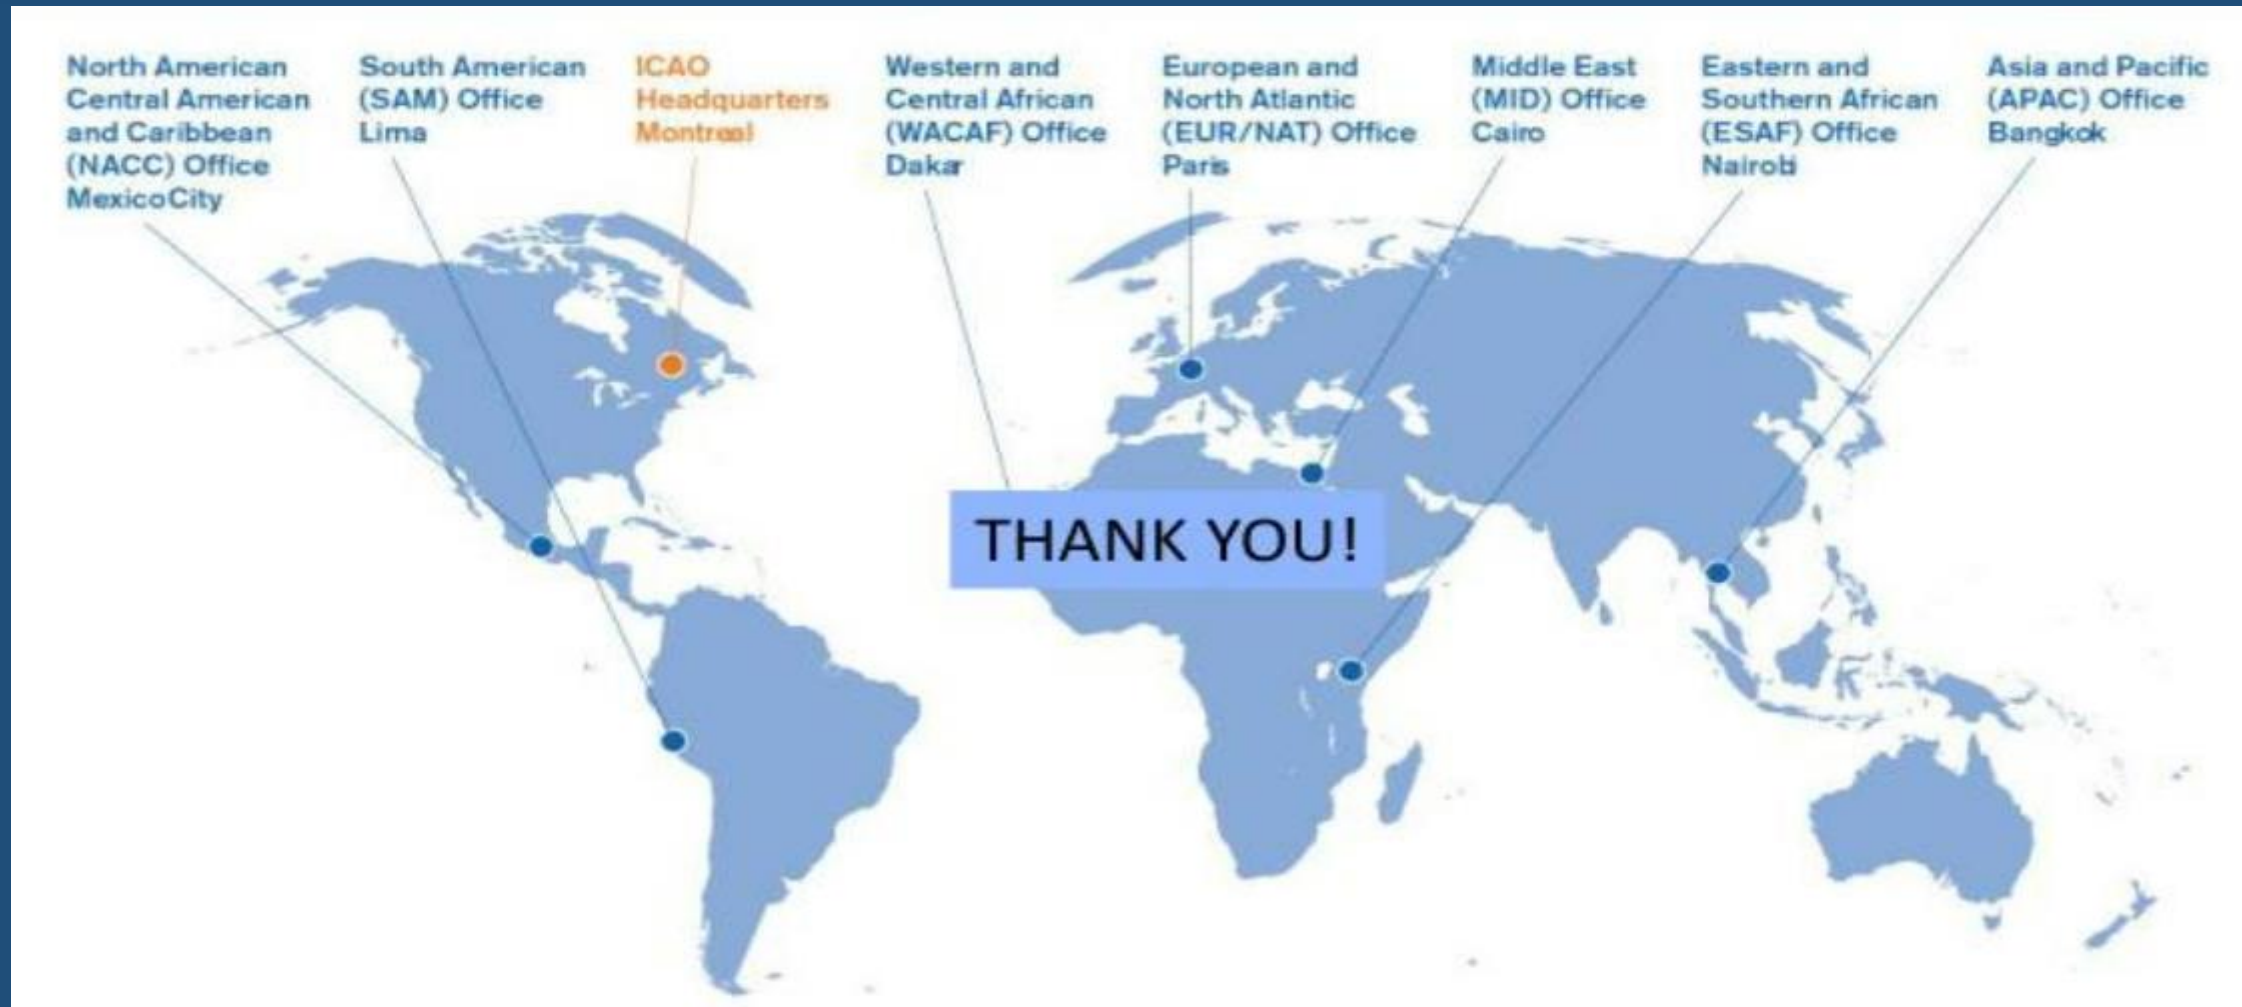 North American
Central American
and Caribbean
(NACC) Office
Mexico City
South American
(SAM) Office
Lima
ICAO
Headquarters
Montreal
Western and
Central African
(WACAF) Office
Dakar
European and
North Atlantic
(EUR/NAT) Office
Paris
Middle East
(MID) Office
Cairo
Eastern and
Southern African
(ESAF) Office
Nairobi
Asia and Pacific
(APAC) Office
Bangkok
THANK YOU!